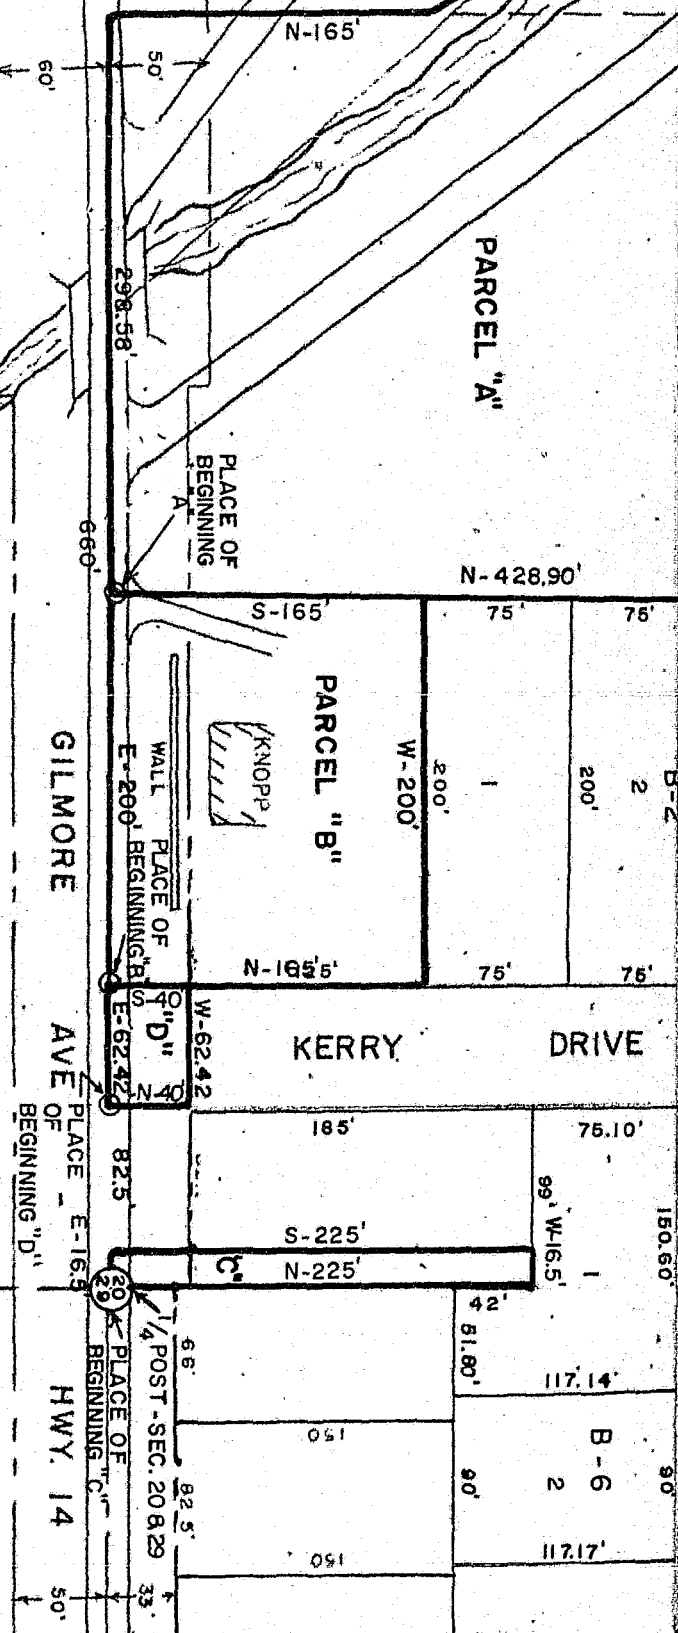 N-165'
50'
60'
298.58'
PARCEL "A"
PLACE OF
BEGINNING
"A"
660'
N-428.90'
S-165'
75'
75'
PARCEL "B"
KNOPP
WALL
E-200'
W-200'
200'
1
200'
2
B-2
GILMORE AVE
PLACE OF
BEGINNING "B"
N-165'
75'
75'
S-40'
"D"
E-62.42
W-62.42
N-40'
KERRY DRIVE
PLACE
OF
BEGINNING "D"
82.5'
185'
75.10'
99'
W-16.5'
150.60'
1
E-16.5
S-225'
"C"
N-225'
20
29
42'
51.80'
1/4 POST-SEC. 20 & 29
PLACE OF
BEGINNING "C"
66'
117.14'
150
B-6
2
90'
90'
82.5'
HWY. 14
117.17'
150
33'
50'